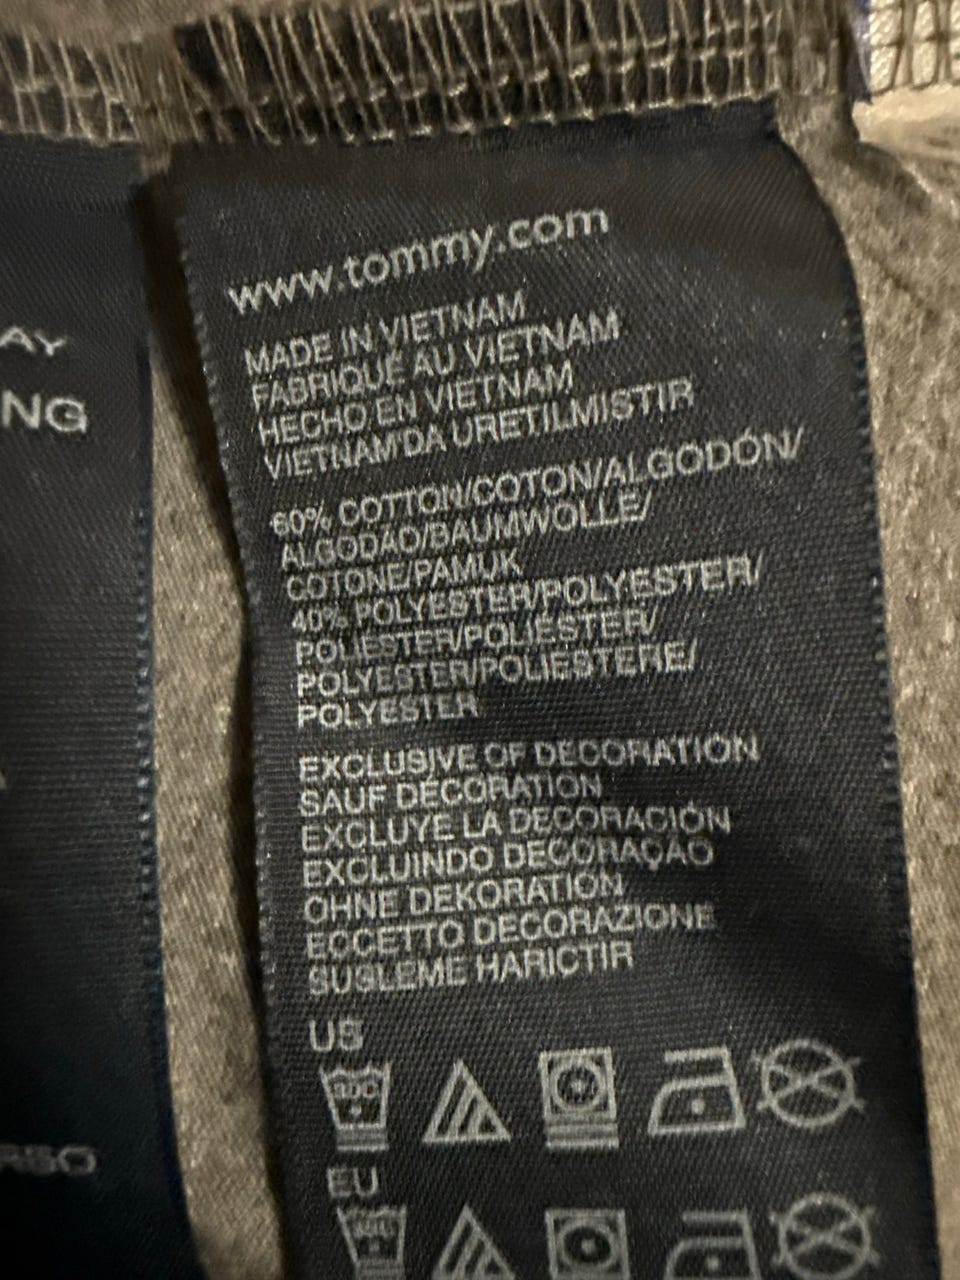 AY
NG
www.tommy.com
MADE IN VIETNAM
FABRIQUÉ AU VIETNAM
HECHO EN VIETNAM
VIETNAM'DA URETILMISTIR
60% COTTON/COTON/ALGODÓN/
ALGODÃO/BAUMWOLLE/
COTONE/PAMUK
40% POLYESTER/POLYESTER/
POLIÉSTER/POLIÉSTER/
POLYESTER/POLIESTERE/
POLYESTER
EXCLUSIVE OF DECORATION
SAUF DÉCORATION
EXCLUYE LA DECORACIÓN
EXCLUINDO DECORAÇÃO
OHNE DEKORATION
ECCETTO DECORAZIONE
SUSLEME HARICTIR
US
EU